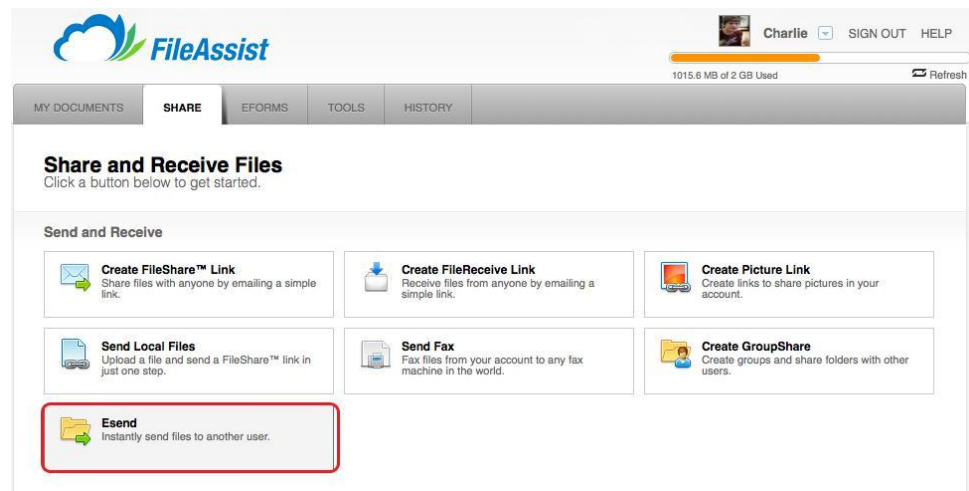 FileAssist
Charlie SIGN OUT HELP
1015.6 MB of 2 GB Used Refresh
MY DOCUMENTS SHARE EFORMS TOOLS HISTORY
Share and Receive Files
Click a button below to get started.
Send and Receive
Create FileShare™ Link
Share files with anyone by emailing a simple
link.
Create FileReceive Link
Receive files from anyone by emailing a
simple link.
Create Picture Link
Create links to share pictures in your
account.
Send Local Files
Upload a file and send a FileShare™ link in
just one step.
Send Fax
Fax files from your account to any fax
machine in the world.
Create GroupShare
Create groups and share folders with other
users.
Esend
Instantly send files to another user.